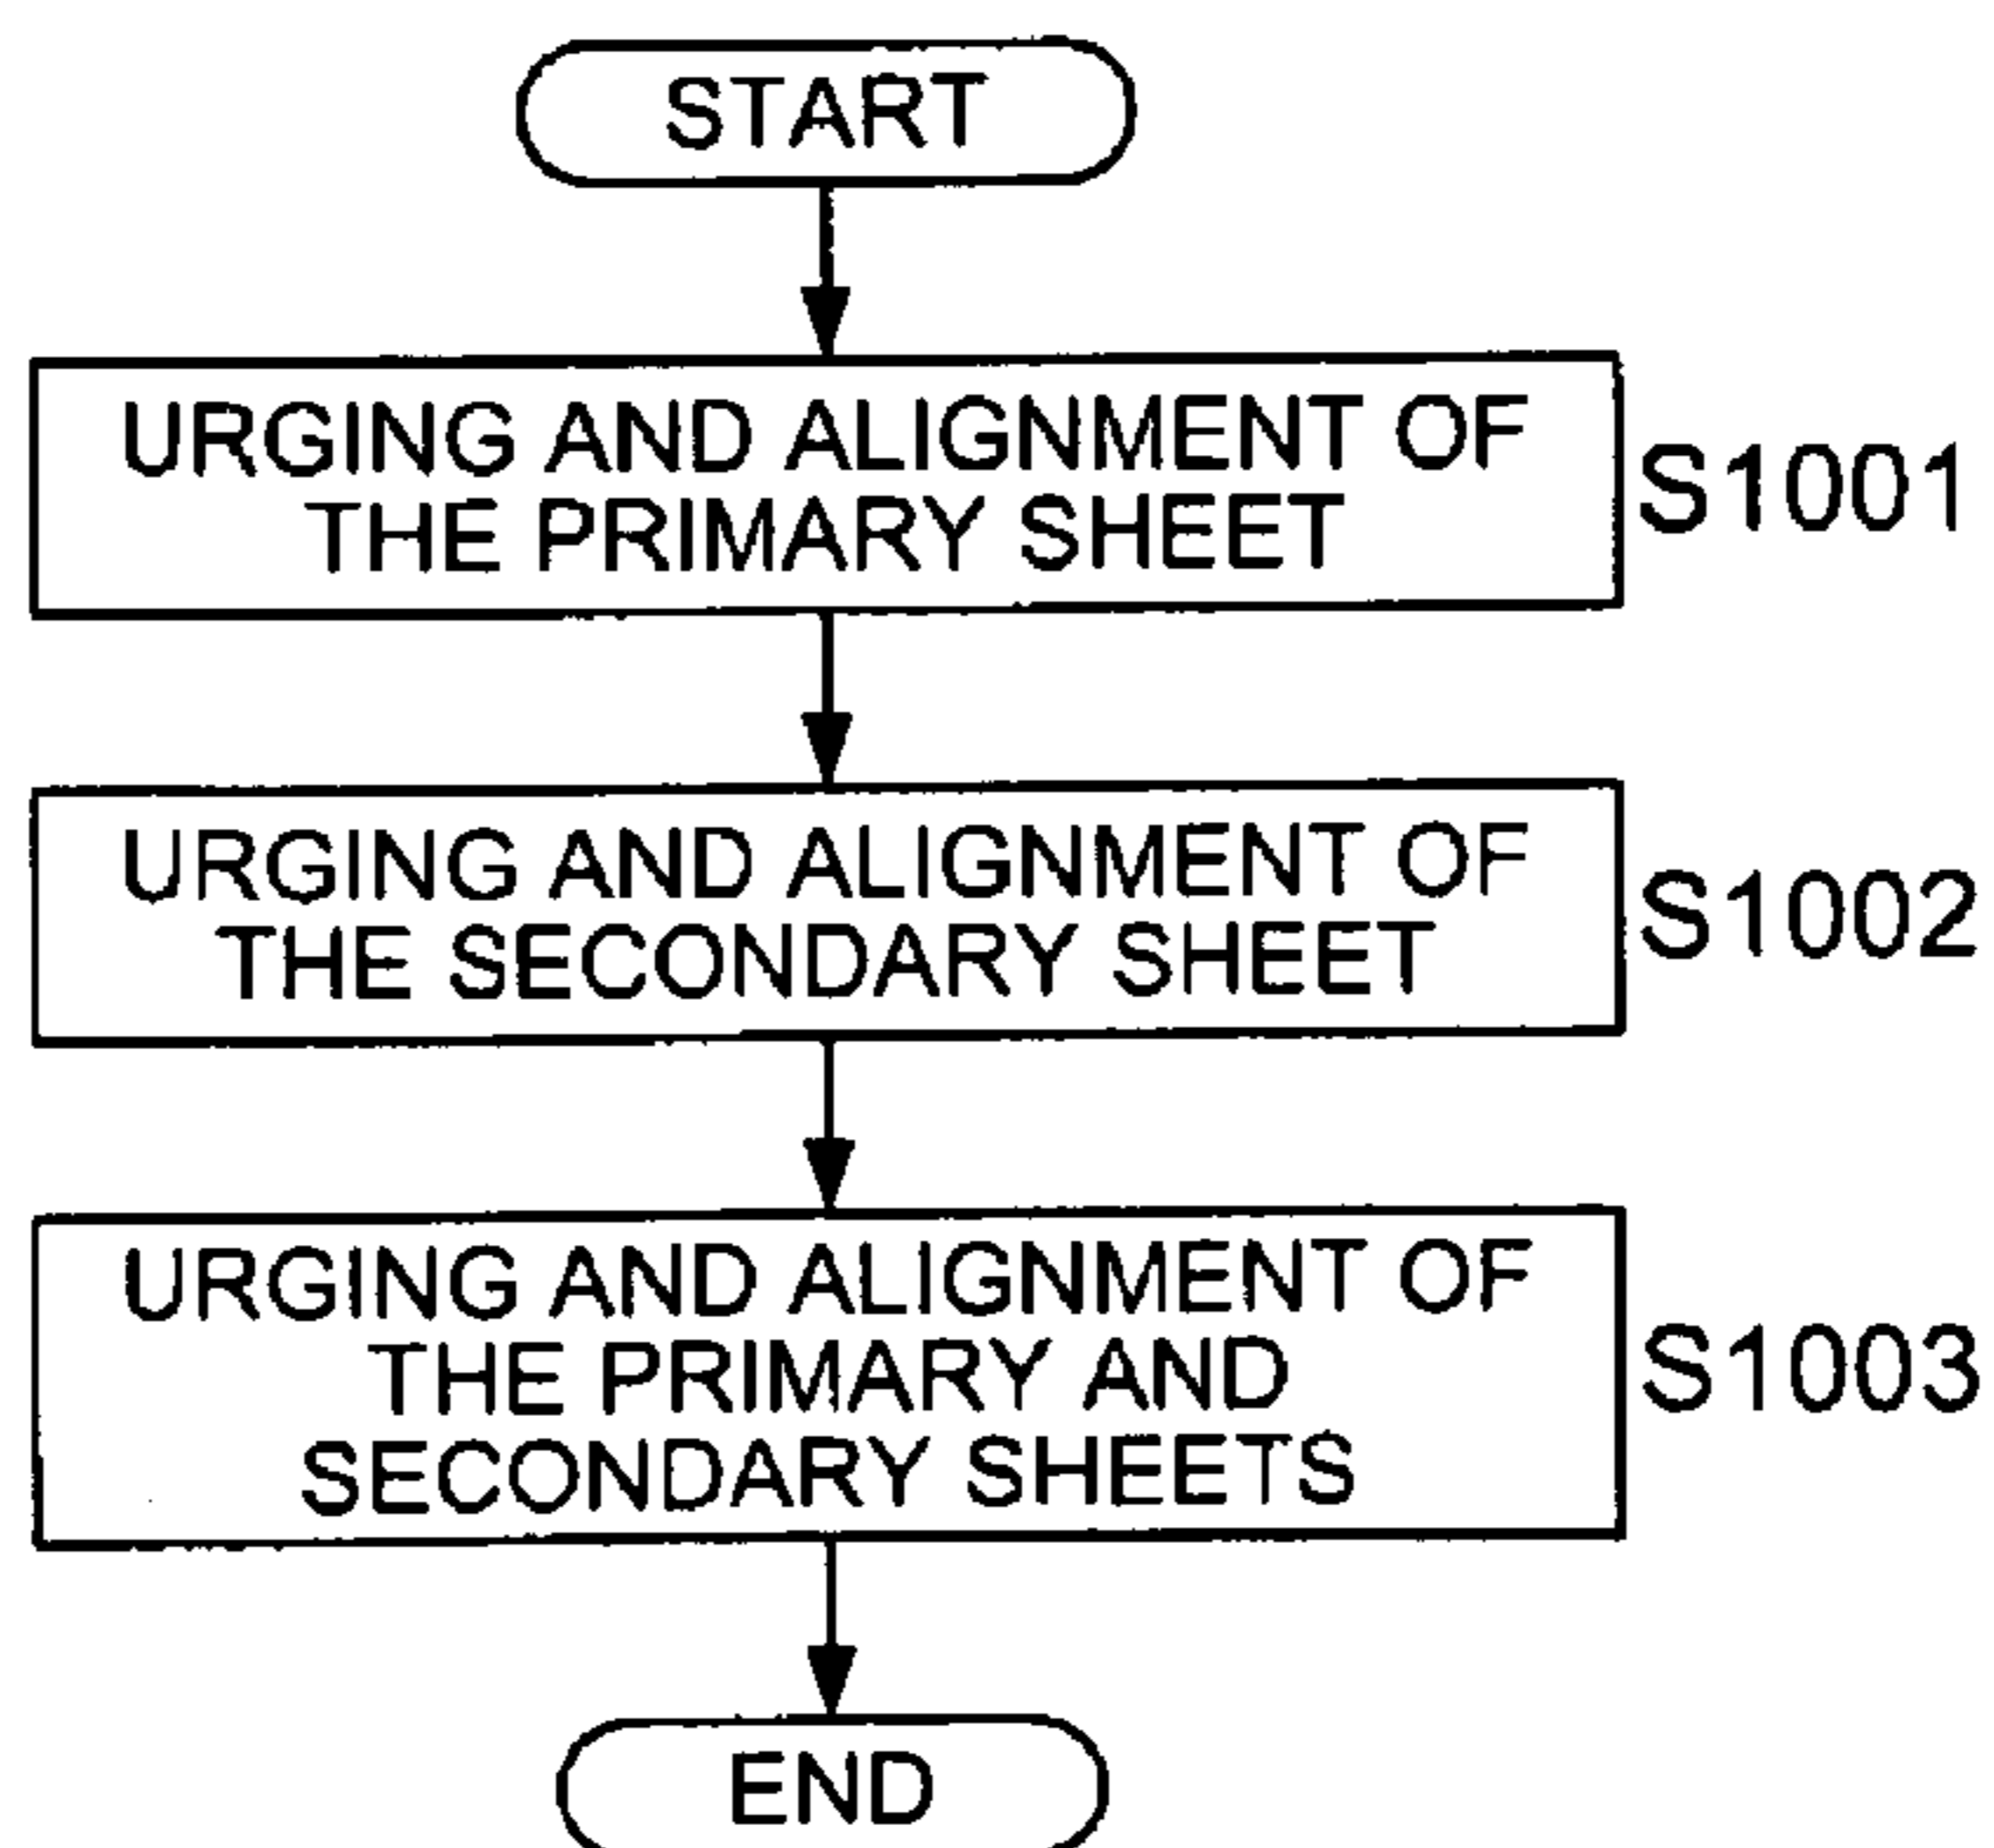 START
URGING AND ALIGNMENT OF
THE PRIMARY SHEET
S1001
URGING AND ALIGNMENT OF
THE SECONDARY SHEET
S1002
URGING AND ALIGNMENT OF
THE PRIMARY AND
SECONDARY SHEETS
S1003
END